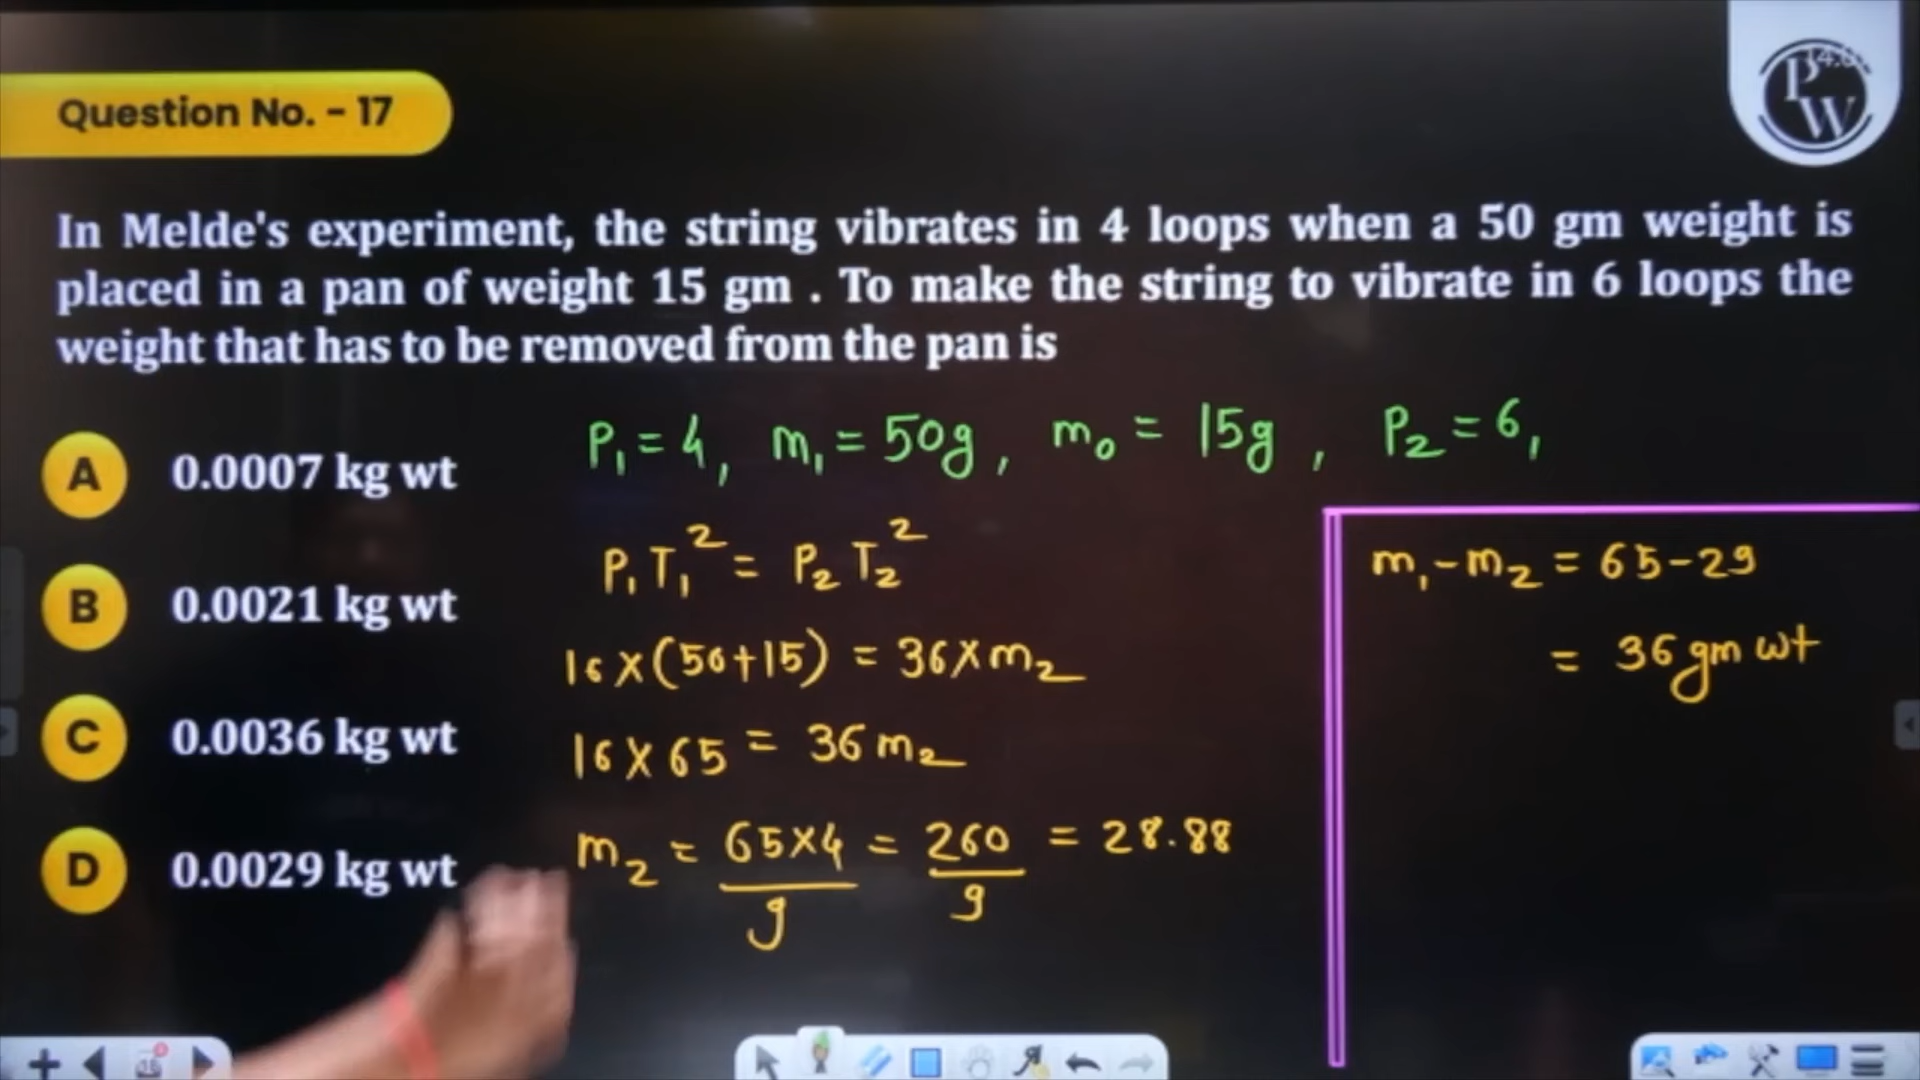 Question No. - 17
PW
In Melde's experiment, the string vibrates in 4 loops when a 50 gm weight is
placed in a pan of weight 15 gm . To make the string to vibrate in 6 loops the
weight that has to be removed from the pan is
P₁ = 4, m₁ = 50g, m₀ = 15g, P₂ = 6,
A 0.0007 kg wt
B 0.0021 kg wt
C 0.0036 kg wt
D 0.0029 kg wt
P₁T₁² = P₂T₂²
16×(50+15) = 36×m₂
16×65 = 36m₂
m₂ = 65×4/9 = 260/9 = 28.88
m₁-m₂ = 65-29
= 36 gm wt